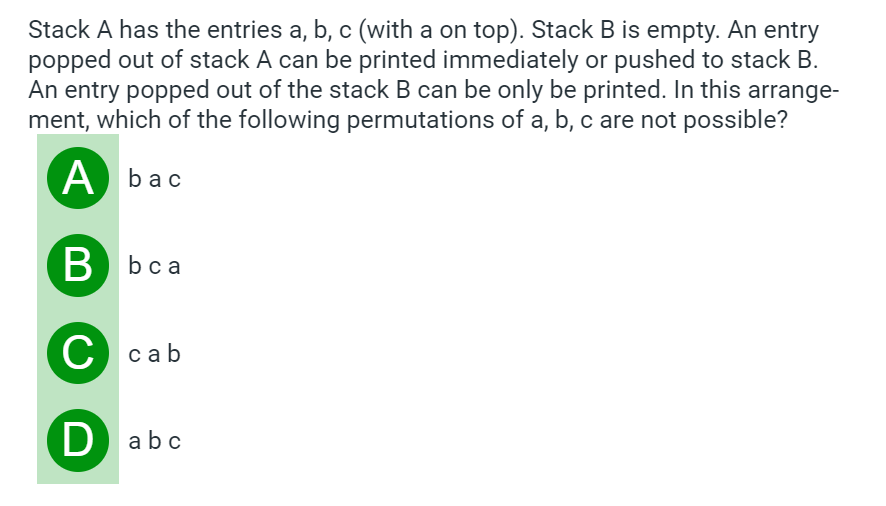 Stack A has the entries a, b, c (with a on top). Stack B is empty. An entry
popped out of stack A can be printed immediately or pushed to stack B.
An entry popped out of the stack B can be only be printed. In this arrange-
ment, which of the following permutations of a, b, c are not possible?
A b a c
B b c a
C c a b
D a b c